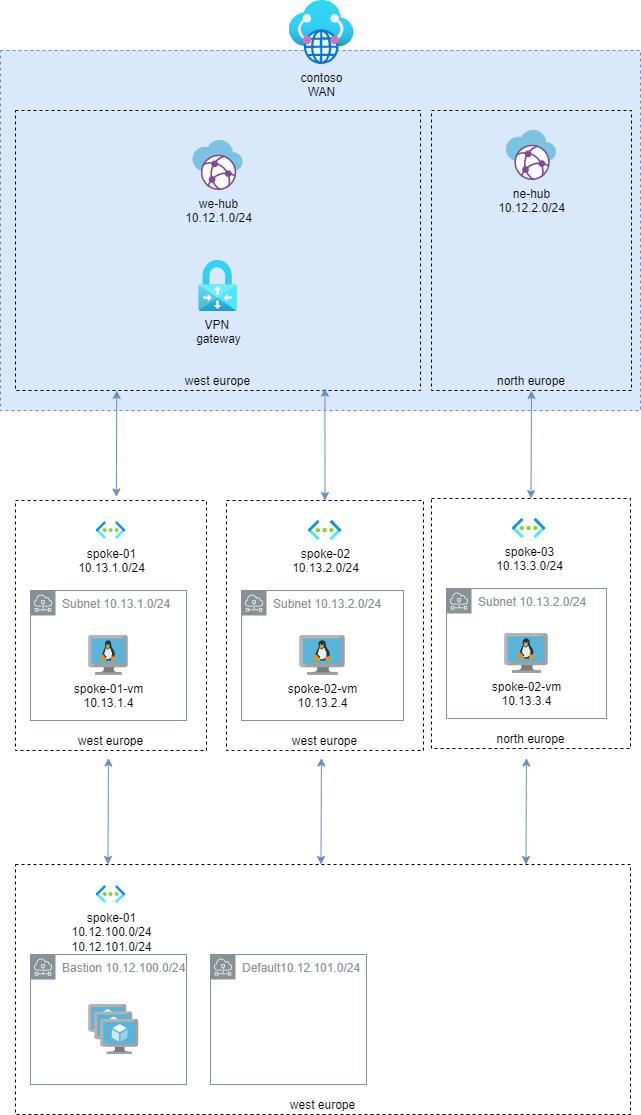 contoso
WAN
we-hub
10.12.1.0/24
ne-hub
10.12.2.0/24
VPN
gateway
west europe
north europe
spoke-01
10.13.1.0/24
Subnet 10.13.1.0/24
spoke-01-vm
10.13.1.4
west europe
spoke-02
10.13.2.0/24
Subnet 10.13.2.0/24
spoke-02-vm
10.13.2.4
west europe
spoke-03
10.13.3.0/24
Subnet 10.13.2.0/24
spoke-02-vm
10.13.3.4
north europe
spoke-01
10.12.100.0/24
10.12.101.0/24
Bastion 10.12.100.0/24
Default10.12.101.0/24
west europe